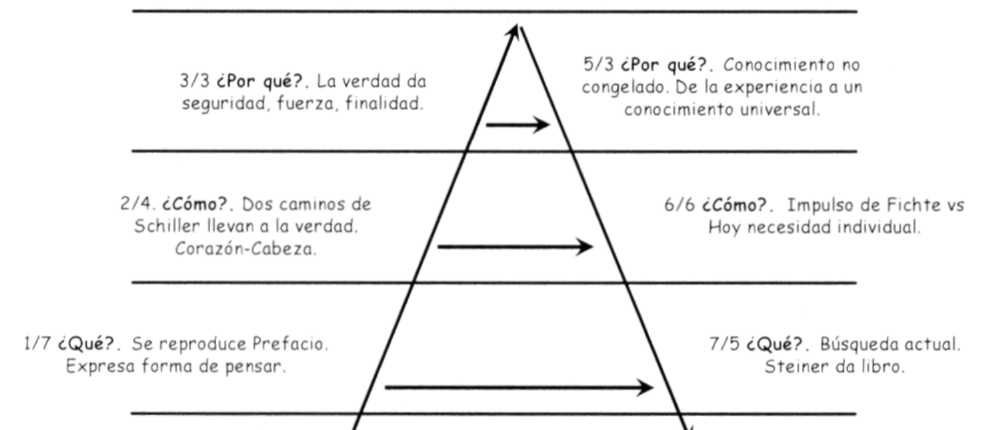 3/3 ¿Por qué?. La verdad da
seguridad, fuerza, finalidad.
5/3 ¿Por qué?. Conocimiento no
congelado. De la experiencia a un
conocimiento universal.
2/4. ¿Cómo?. Dos caminos de
Schiller llevan a la verdad.
Corazón-Cabeza.
6/6 ¿Cómo?. Impulso de Fichte vs
Hoy necesidad individual.
1/7 ¿Qué?. Se reproduce Prefacio.
Expresa forma de pensar.
7/5 ¿Qué?. Búsqueda actual.
Steiner da libro.